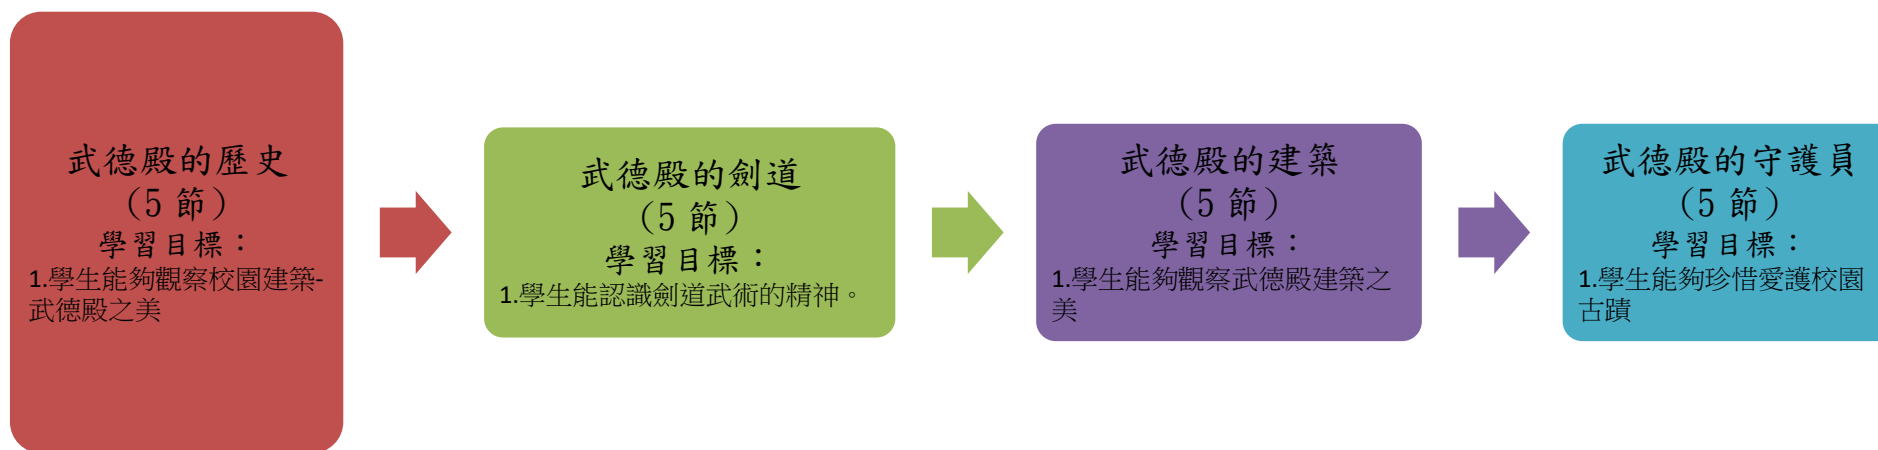 武德殿的歷史
(5 節)
學習目標：
1.學生能夠觀察校園建築-
武德殿之美
武德殿的劍道
(5 節)
學習目標：
1.學生能認識劍道武術的精神。
武德殿的建築
(5 節)
學習目標：
1.學生能夠觀察武德殿建築之
美
武德殿的守護員
(5 節)
學習目標：
1.學生能夠珍惜愛護校園
古蹟